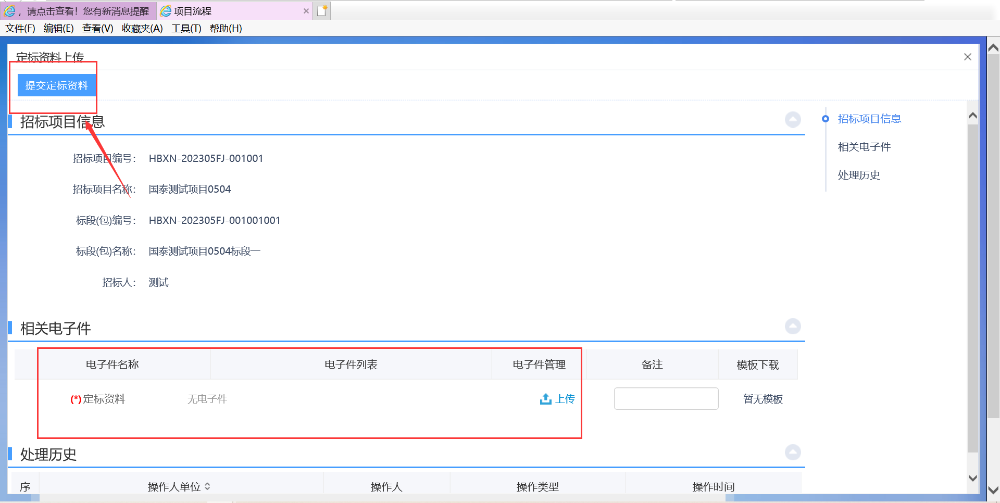 ，请点击查看！您有新消息提醒
项目流程
文件(F) 编辑(E) 查看(V) 收藏夹(A) 工具(T) 帮助(H)
定标资料上传
提交定标资料
招标项目信息
招标项目编号： HBXN-202305FJ-001001
招标项目名称： 国泰测试项目0504
标段(包)编号： HBXN-202305FJ-001001001
标段(包)名称： 国泰测试项目0504标段一
招标人： 测试
招标项目信息
相关电子件
处理历史
相关电子件
电子件名称 电子件列表 电子件管理 备注 模板下载
(*)定标资料 无电子件 上传 暂无模板
处理历史
序 操作人单位 操作人 操作类型 操作时间